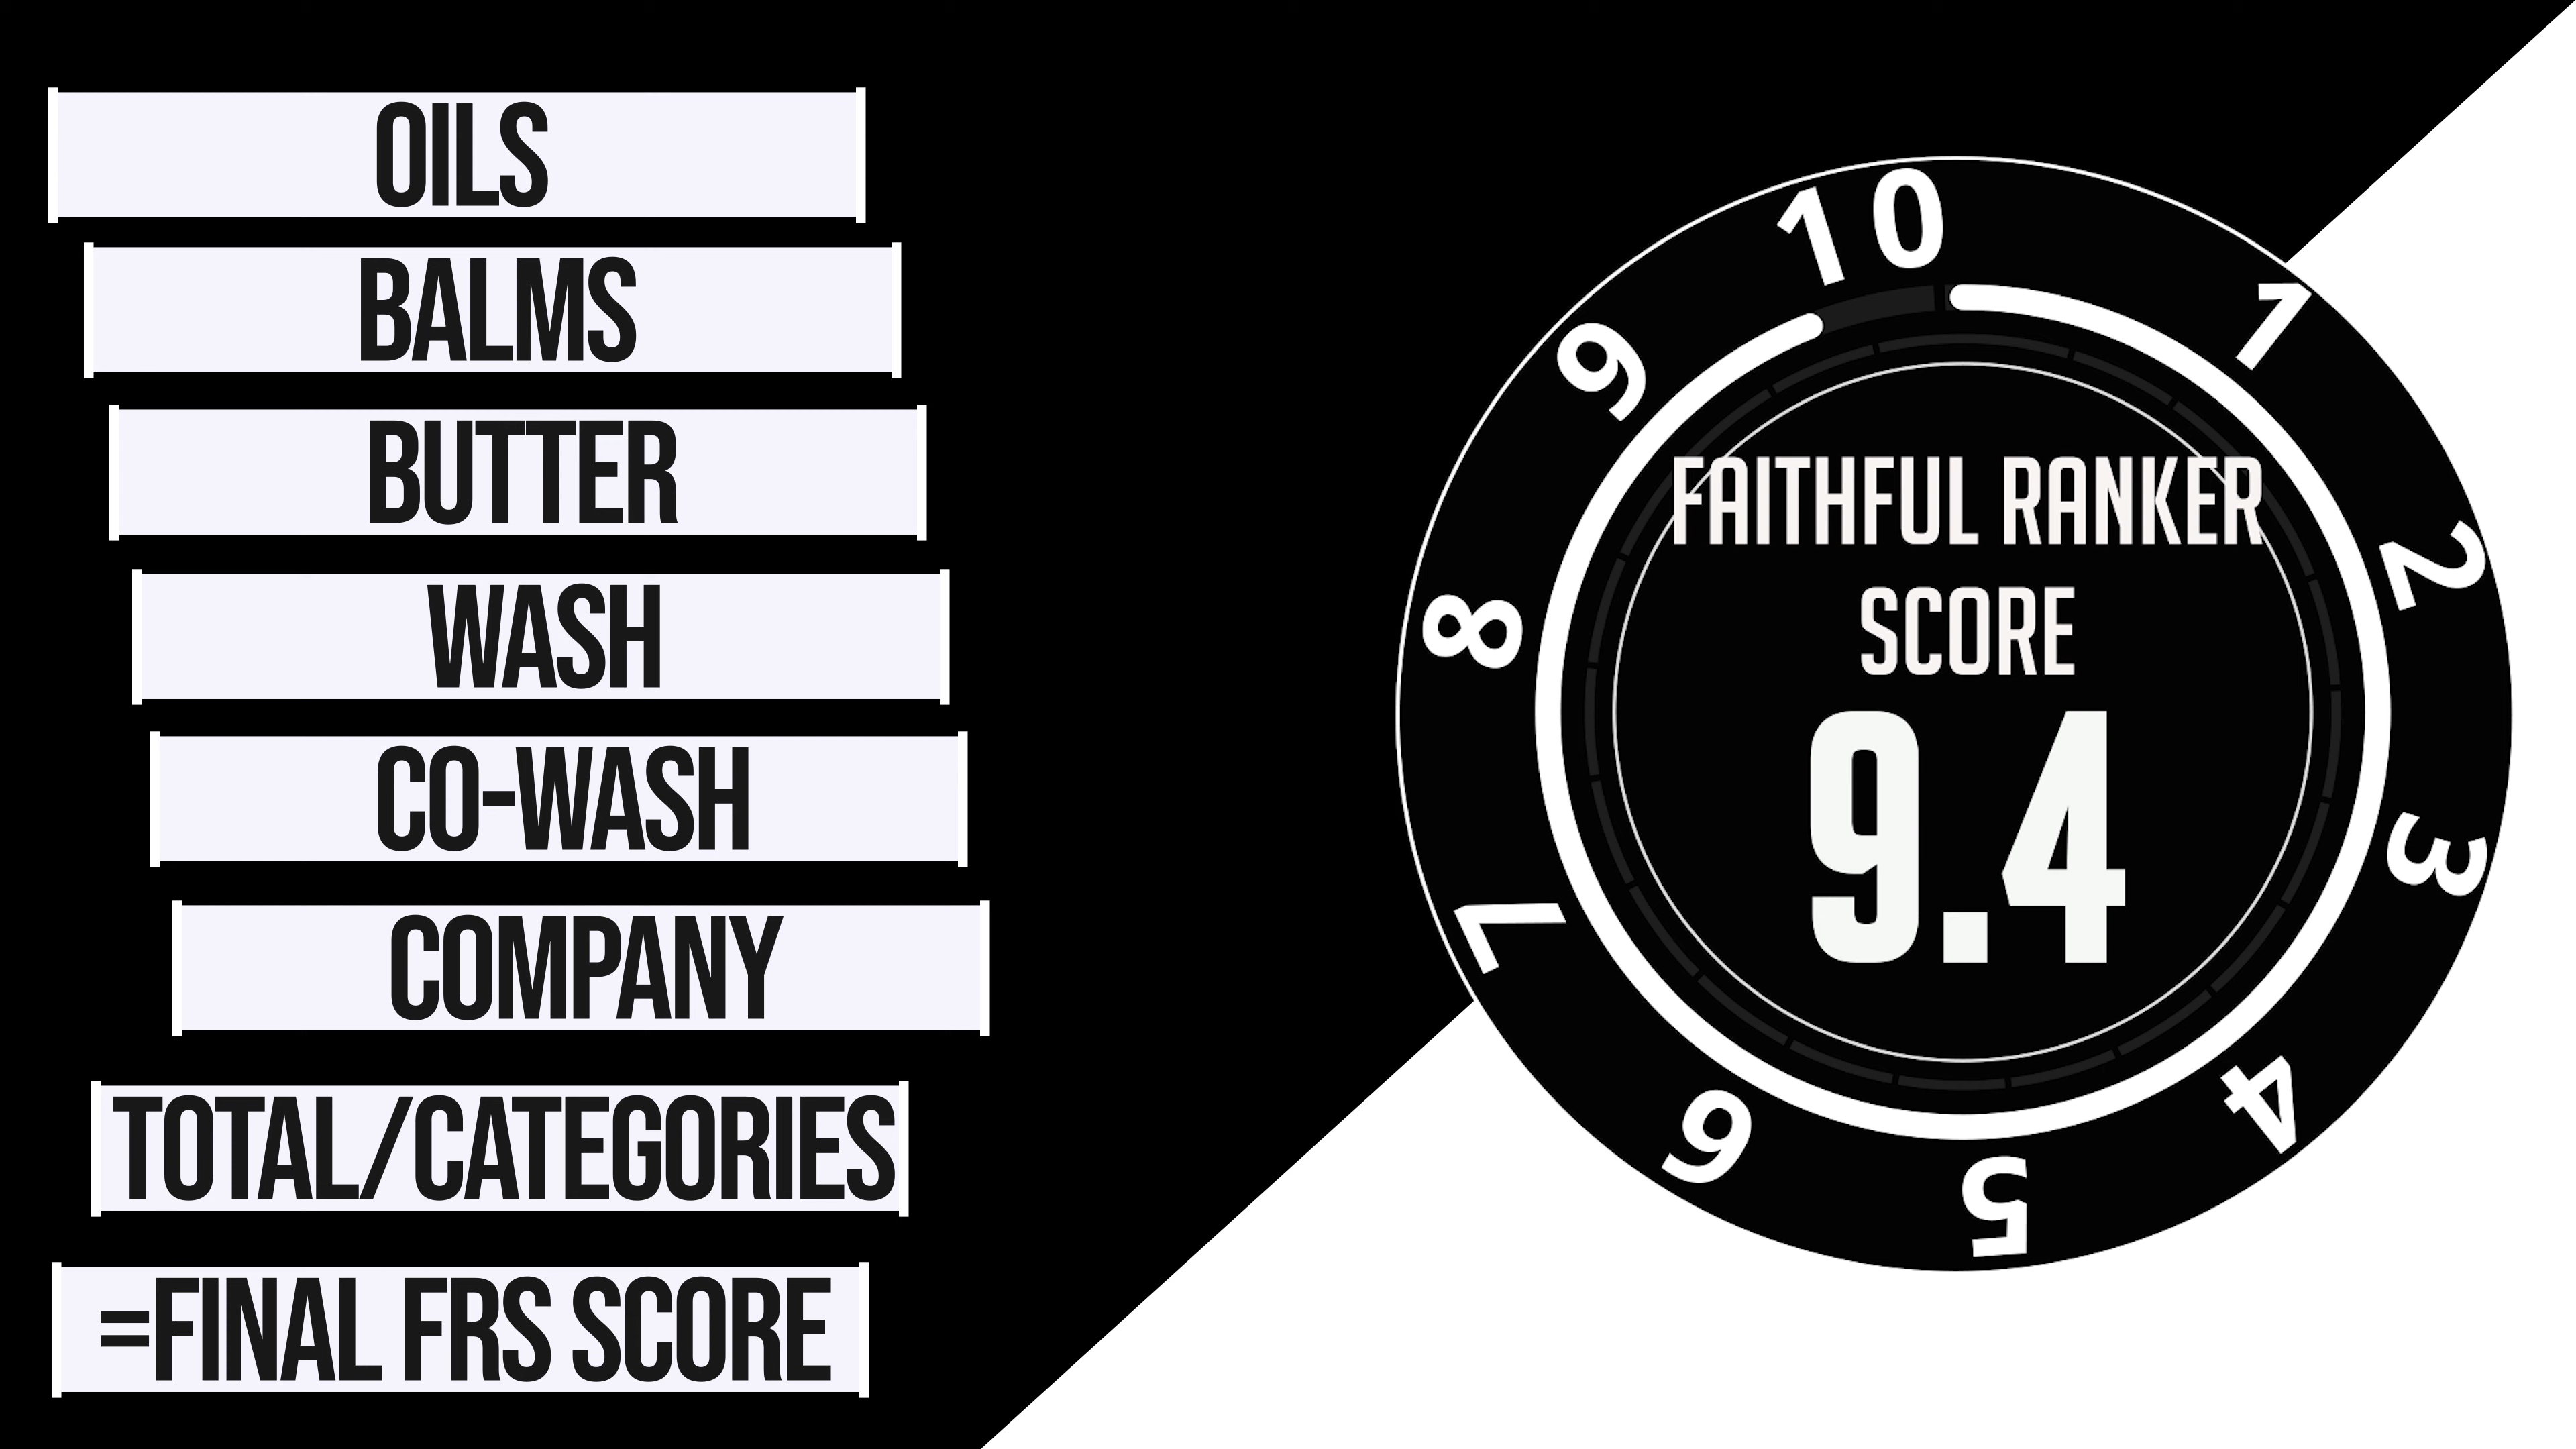 OILS
BALMS
BUTTER
WASH
CO-WASH
COMPANY
TOTAL/CATEGORIES
=FINAL FRS SCORE
10
1
2
3
4
5
6
7
8
9
FAITHFUL RANKER
SCORE
9.4